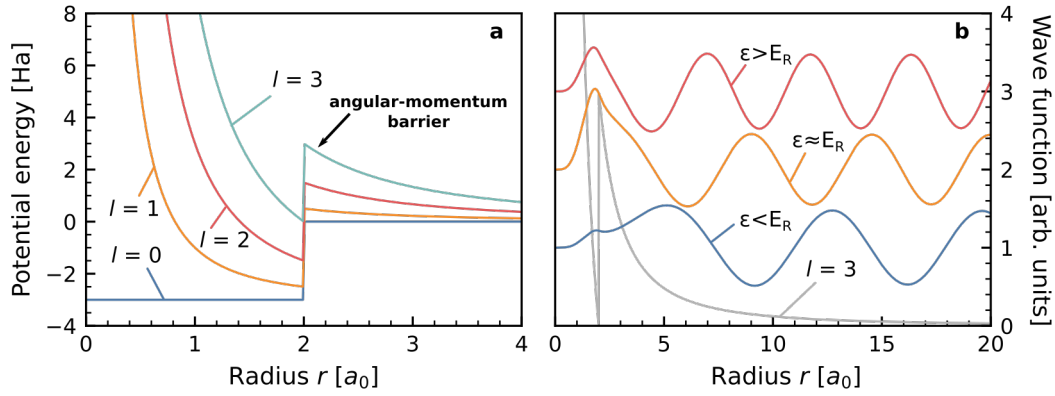 a
Potential energy [Ha]
8
6
4
2
0
−2
−4
l = 3
angular-momentum
barrier
l = 1
l = 2
l = 0
0
1
2
3
4
Radius r [a0]
b
ε>ER
ε≈ER
ε<ER
l = 3
4
3
2
1
0
Wave function [arb. units]
0
5
10
15
20
Radius r [a0]